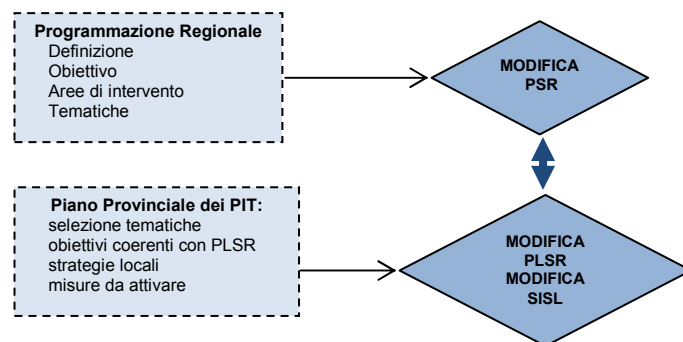 Programmazione Regionale
Definizione
Obiettivo
Aree di intervento
Tematiche
MODIFICA
PSR
Piano Provinciale dei PIT:
selezione tematiche
obiettivi coerenti con PLSR
strategie locali
misure da attivare
MODIFICA
PLSR
MODIFICA
SISL